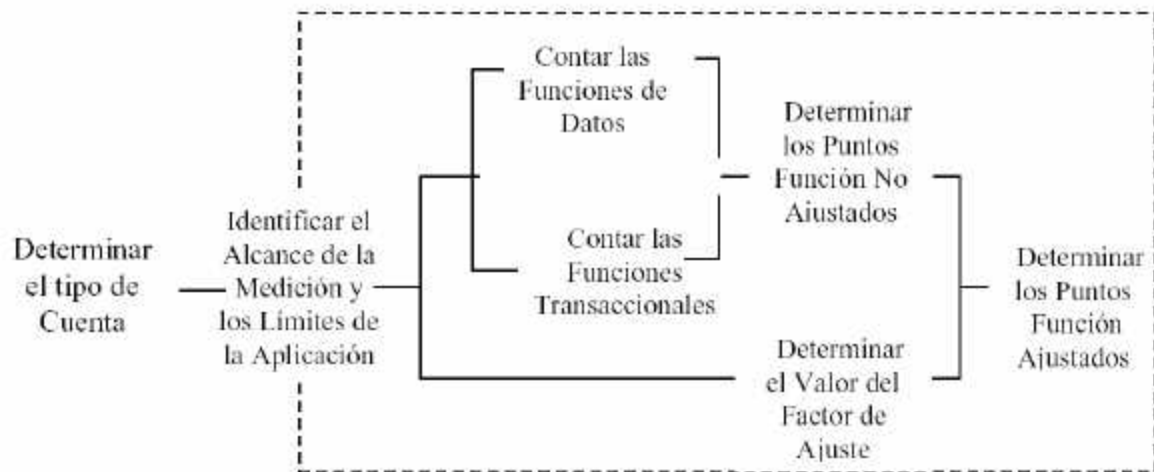 Determinar
el tipo de
Cuenta
Identificar el
Alcance de la
Medición y
los Límites de
la Aplicación
Contar las
Funciones de
Datos
Contar las
Funciones
Transaccionales
Determinar
los Puntos
Función No
Aiustados
Determinar
el Valor del
Factor de
Ajuste
Determinar
los Puntos
Función
Ajustados